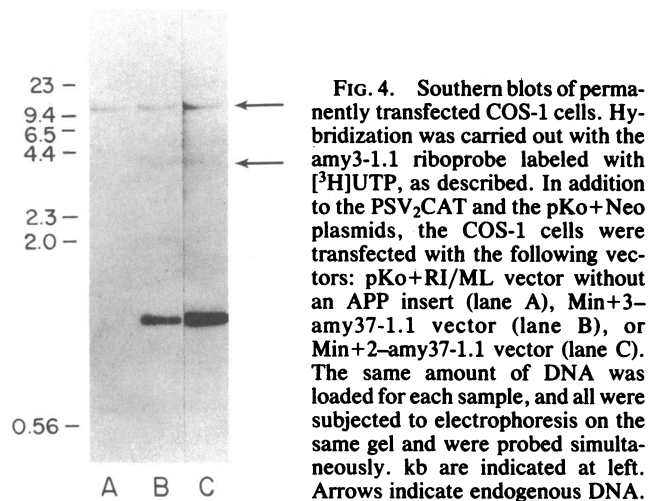 23
9.4
6.5
4.4
2.3
2.0
0.56
A B C
FIG. 4. Southern blots of perma-
nently transfected COS-1 cells. Hy-
bridization was carried out with the
amy3-1.1 riboprobe labeled with
[³H]UTP, as described. In addition
to the PSV₂CAT and the pKo+Neo
plasmids, the COS-1 cells were
transfected with the following vec-
tors: pKo+RI/ML vector without
an APP insert (lane A), Min+3–
amy37-1.1 vector (lane B), or
Min+2–amy37-1.1 vector (lane C).
The same amount of DNA was
loaded for each sample, and all were
subjected to electrophoresis on the
same gel and were probed simulta-
neously. kb are indicated at left.
Arrows indicate endogenous DNA.